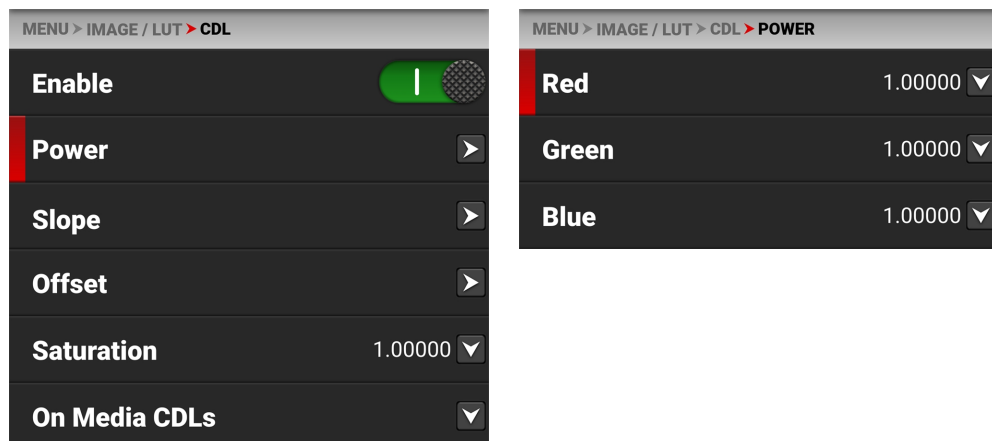 MENU > IMAGE / LUT > CDL
Enable
Power
Slope
Offset
Saturation 1.00000
On Media CDLs
MENU > IMAGE / LUT > CDL > POWER
Red 1.00000
Green 1.00000
Blue 1.00000